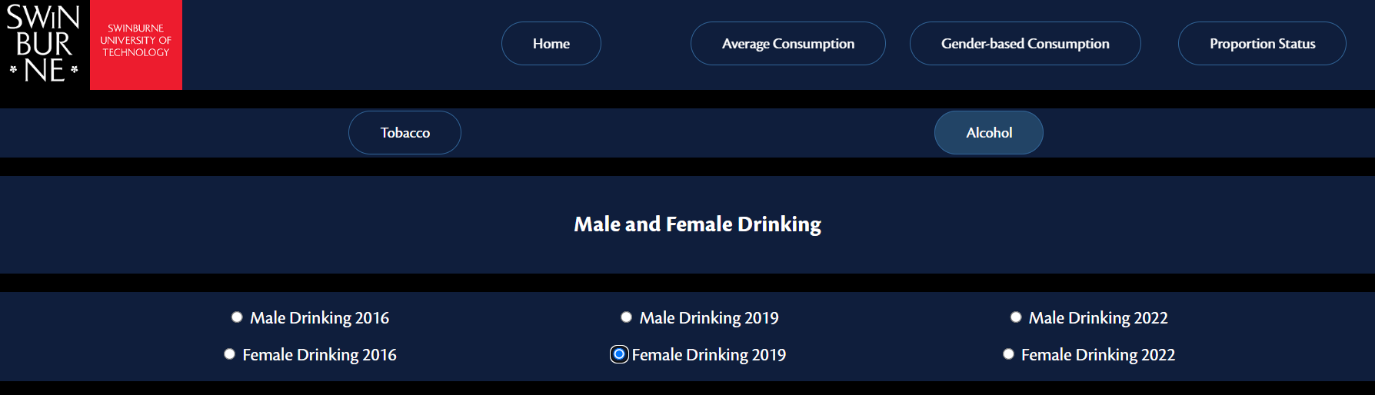 SWIN
BUR
NE
SWINBURNE
UNIVERSITY OF
TECHNOLOGY
Home
Average Consumption
Gender-based Consumption
Proportion Status
Tobacco
Alcohol
Male and Female Drinking
Male Drinking 2016
Male Drinking 2019
Male Drinking 2022
Female Drinking 2016
Female Drinking 2019
Female Drinking 2022